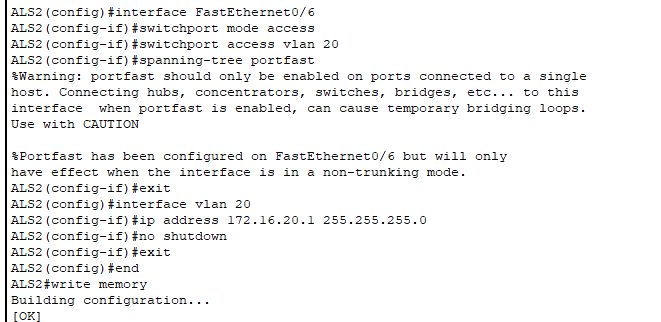 ALS2(config)#interface FastEthernet0/6
ALS2(config-if)#switchport mode access
ALS2(config-if)#switchport access vlan 20
ALS2(config-if)#spanning-tree portfast
%Warning: portfast should only be enabled on ports connected to a single
host. Connecting hubs, concentrators, switches, bridges, etc... to this
interface  when portfast is enabled, can cause temporary bridging loops.
Use with CAUTION

%Portfast has been configured on FastEthernet0/6 but will only
have effect when the interface is in a non-trunking mode.
ALS2(config-if)#exit
ALS2(config)#interface vlan 20
ALS2(config-if)#ip address 172.16.20.1 255.255.255.0
ALS2(config-if)#no shutdown
ALS2(config-if)#exit
ALS2(config)#end
ALS2#write memory
Building configuration...
[OK]